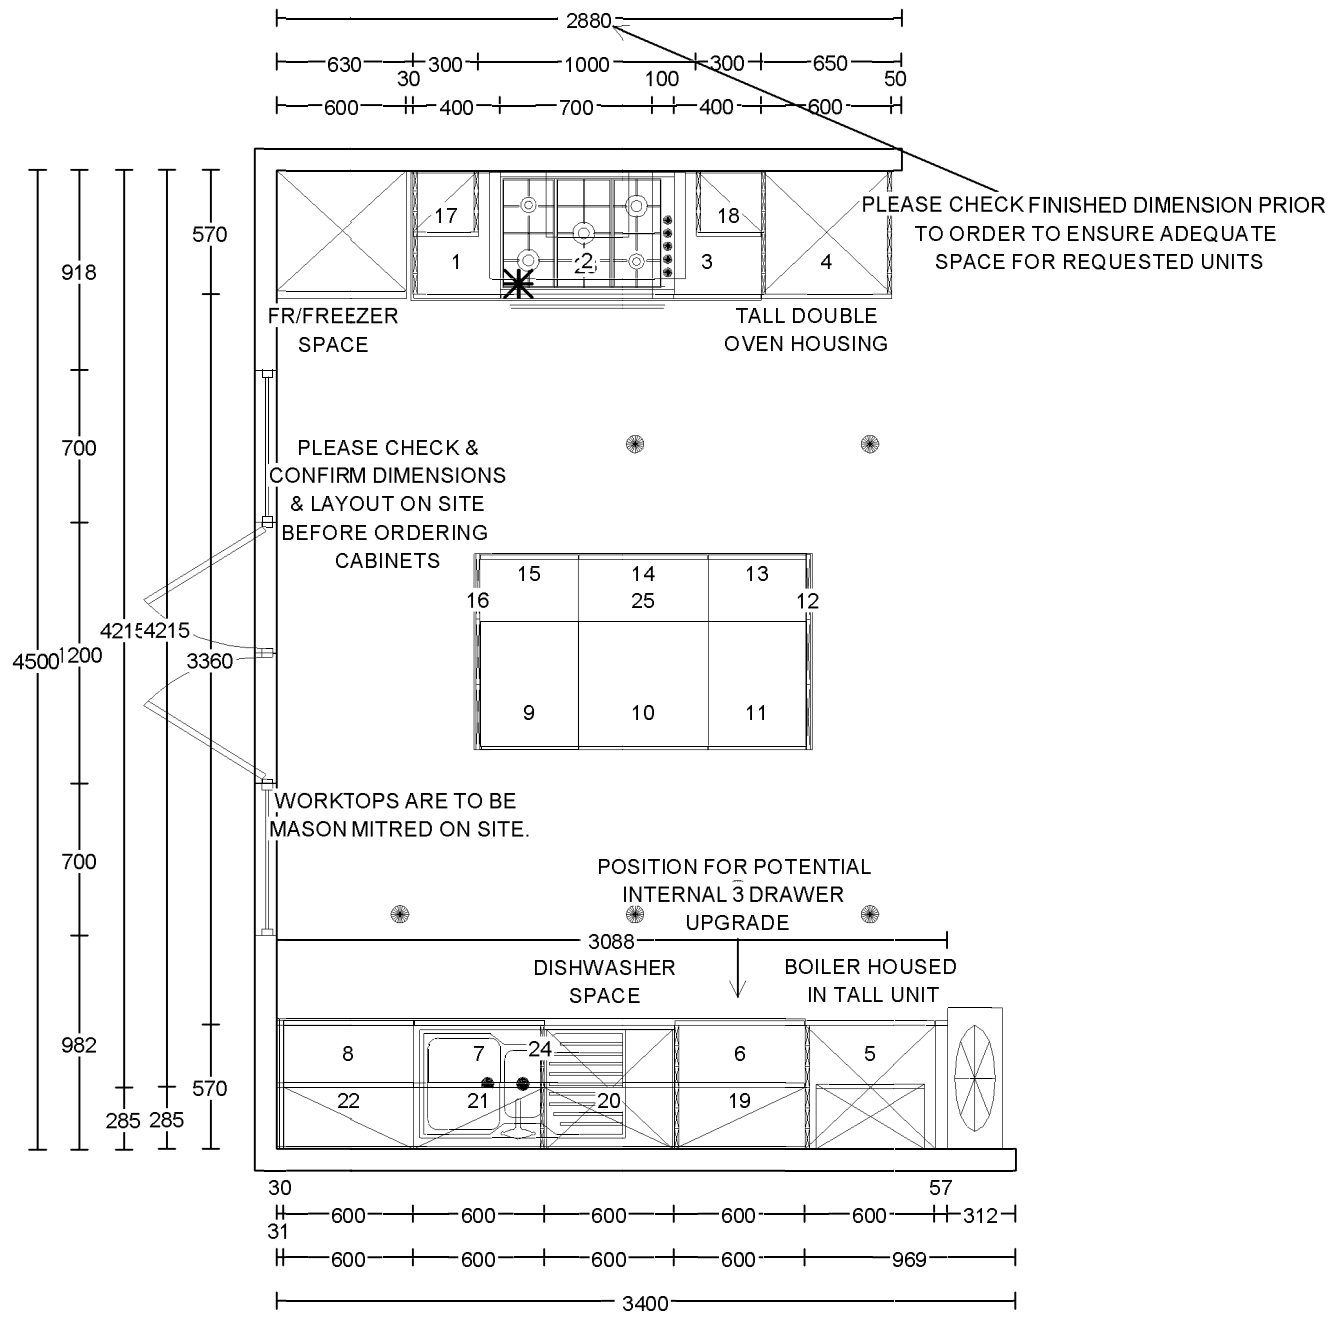 2880
630 300 1000 300 650
30 100 50
600 400 700 400 600
PLEASE CHECK FINISHED DIMENSION PRIOR
TO ORDER TO ENSURE ADEQUATE
SPACE FOR REQUESTED UNITS
17 18
570
918
1 2 3 4
FR/FREEZER
SPACE
TALL DOUBLE
OVEN HOUSING
700
PLEASE CHECK &
CONFIRM DIMENSIONS
& LAYOUT ON SITE
BEFORE ORDERING
CABINETS
15 14 13
16 25 12
4215 4215
4500 1200 3360
9 10 11
WORKTOPS ARE TO BE
MASON MITRED ON SITE.
700
POSITION FOR POTENTIAL
INTERNAL 3 DRAWER
UPGRADE
3088
DISHWASHER
SPACE
BOILER HOUSED
IN TALL UNIT
982
8 7 24 6 5
570
22 21 20 19
285 285
30 57
600 600 600 600 600 312
31
600 600 600 600 969
3400